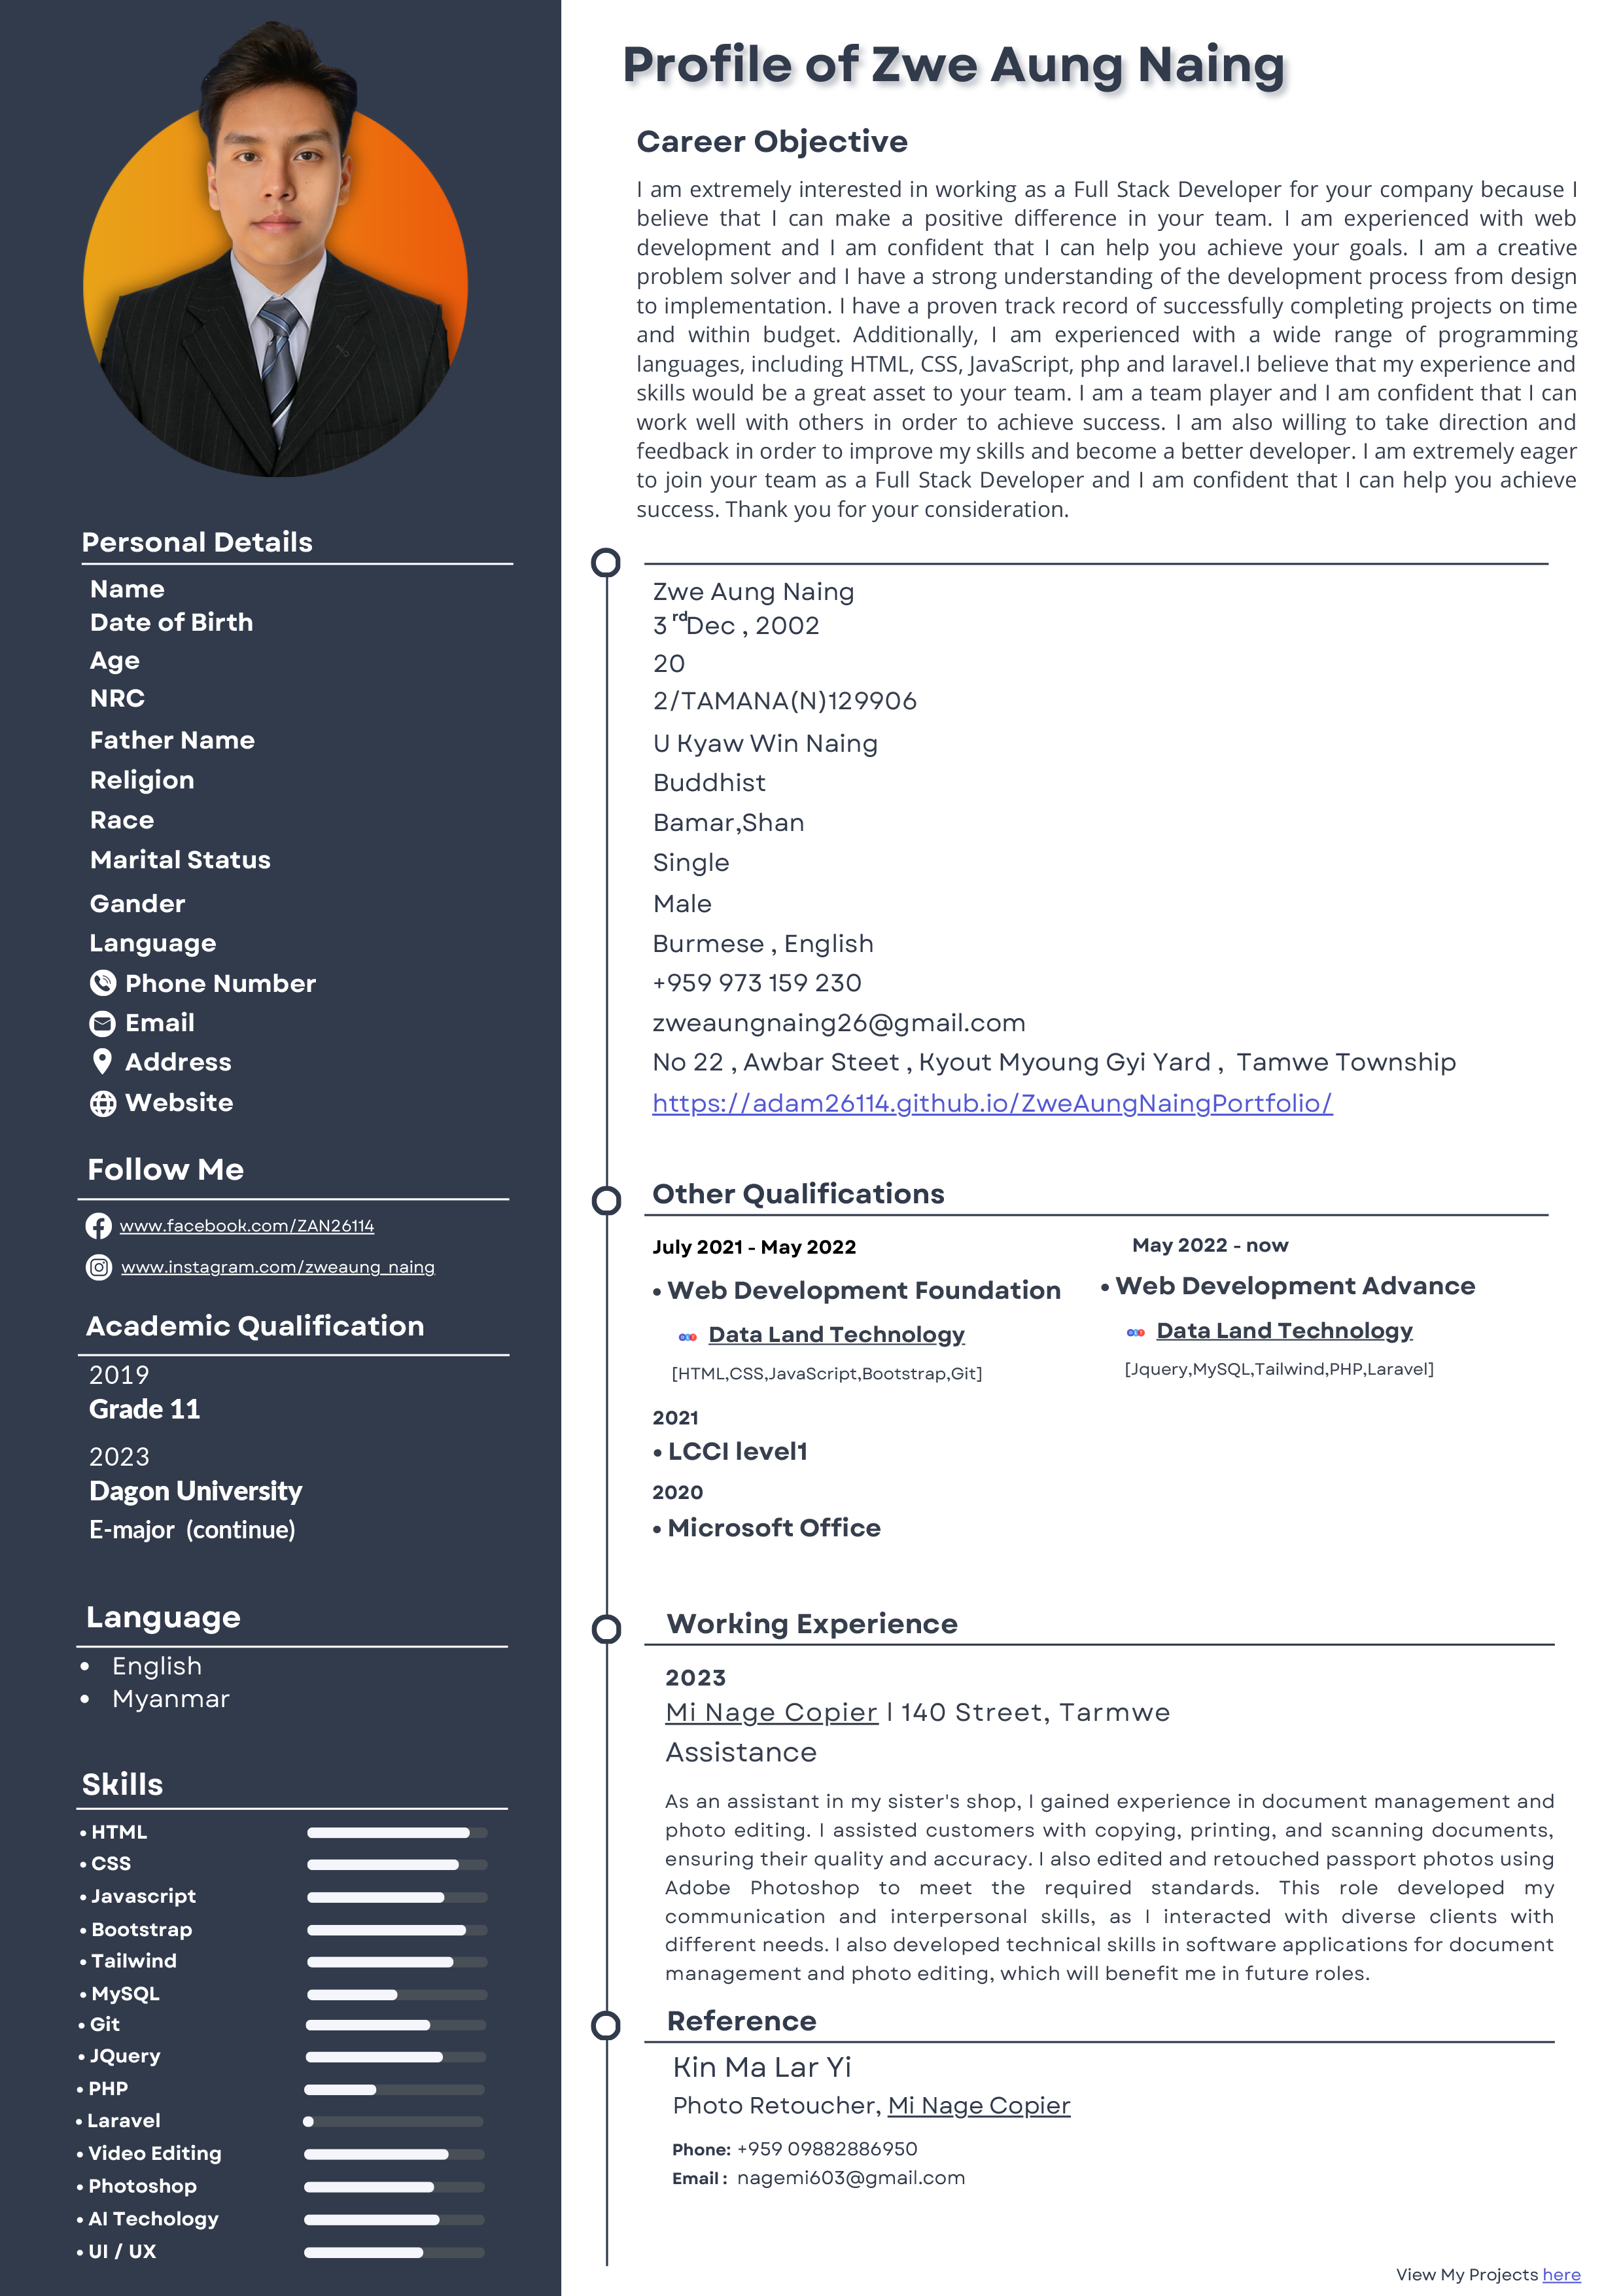 Profile of Zwe Aung Naing
Career Objective
I am extremely interested in working as a Full Stack Developer for your company because I
believe that I can make a positive difference in your team. I am experienced with web
development and I am confident that I can help you achieve your goals. I am a creative
problem solver and I have a strong understanding of the development process from design
to implementation. I have a proven track record of successfully completing projects on time
and within budget. Additionally, I am experienced with a wide range of programming
languages, including HTML, CSS, JavaScript, php and laravel.I believe that my experience and
skills would be a great asset to your team. I am a team player and I am confident that I can
work well with others in order to achieve success. I am also willing to take direction and
feedback in order to improve my skills and become a better developer. I am extremely eager
to join your team as a Full Stack Developer and I am confident that I can help you achieve
success. Thank you for your consideration.
Personal Details
Name Zwe Aung Naing
Date of Birth 3 rd Dec , 2002
Age 20
NRC 2/TAMANA(N)129906
Father Name U Kyaw Win Naing
Religion Buddhist
Race Bamar,Shan
Marital Status Single
Gander Male
Language Burmese , English
Phone Number +959 973 159 230
Email zweaungnaing26@gmail.com
Address No 22 , Awbar Steet , Kyout Myoung Gyi Yard , Tamwe Township
Website https://adam26114.github.io/ZweAungNaingPortfolio/
Follow Me
www.facebook.com/ZAN26114
www.instagram.com/zweaung_naing
Academic Qualification
2019
Grade 11
2023
Dagon University
E-major (continue)
Language
• English
• Myanmar
Skills
• HTML
• CSS
• Javascript
• Bootstrap
• Tailwind
• MySQL
• Git
• JQuery
• PHP
• Laravel
• Video Editing
• Photoshop
• AI Techology
• UI / UX
Other Qualifications
July 2021 - May 2022
• Web Development Foundation
Data Land Technology
[HTML,CSS,JavaScript,Bootstrap,Git]
May 2022 - now
• Web Development Advance
Data Land Technology
[Jquery,MySQL,Tailwind,PHP,Laravel]
2021
• LCCI level1
2020
• Microsoft Office
Working Experience
2023
Mi Nage Copier l 140 Street, Tarmwe
Assistance
As an assistant in my sister's shop, I gained experience in document management and
photo editing. I assisted customers with copying, printing, and scanning documents,
ensuring their quality and accuracy. I also edited and retouched passport photos using
Adobe Photoshop to meet the required standards. This role developed my
communication and interpersonal skills, as I interacted with diverse clients with
different needs. I also developed technical skills in software applications for document
management and photo editing, which will benefit me in future roles.
Reference
Kin Ma Lar Yi
Photo Retoucher, Mi Nage Copier
Phone: +959 09882886950
Email : nagemi603@gmail.com
View My Projects here